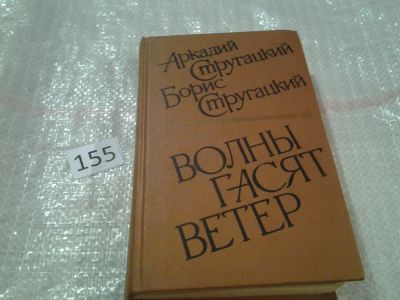 Аркадий
Стругацкий
Борис
Стругацкий
ВОЛНЫ
ГАСЯТ
ВЕТЕР
155